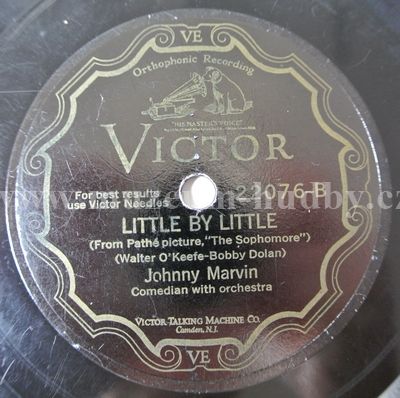 VE
Orthophonic Recording
"HIS MASTER'S VOICE"
VICTOR
For best results
use Victor Needles
22076-B
LITTLE BY LITTLE
(From Pathé picture, "The Sophomore")
(Walter O'Keefe-Bobby Dolan)
Johnny Marvin
Comedian with orchestra
VICTOR TALKING MACHINE CO.
Camden, N.J.
VE